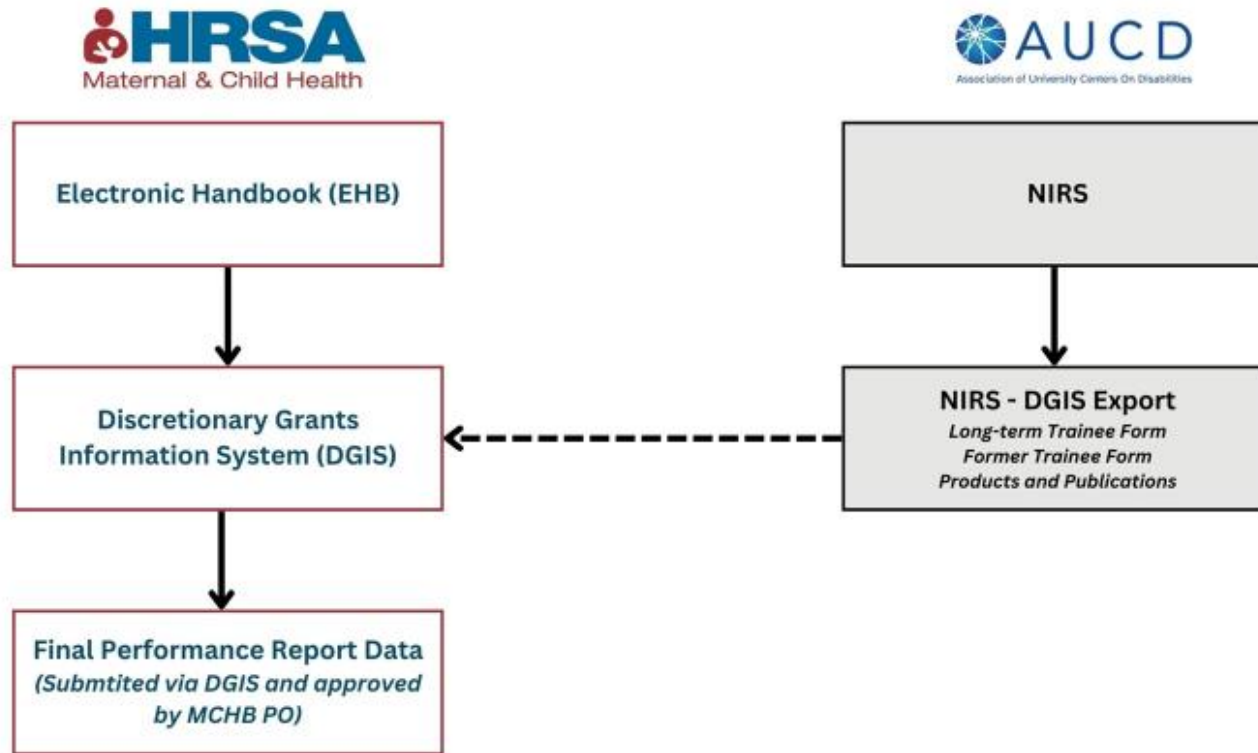 HRSA
Maternal & Child Health
AUCD
Association of University Centers On Disabilities
Electronic Handbook (EHB)
NIRS
Discretionary Grants
Information System (DGIS)
NIRS - DGIS Export
Long-term Trainee Form
Former Trainee Form
Products and Publications
Final Performance Report Data
(Submtited via DGIS and approved
by MCHB PO)